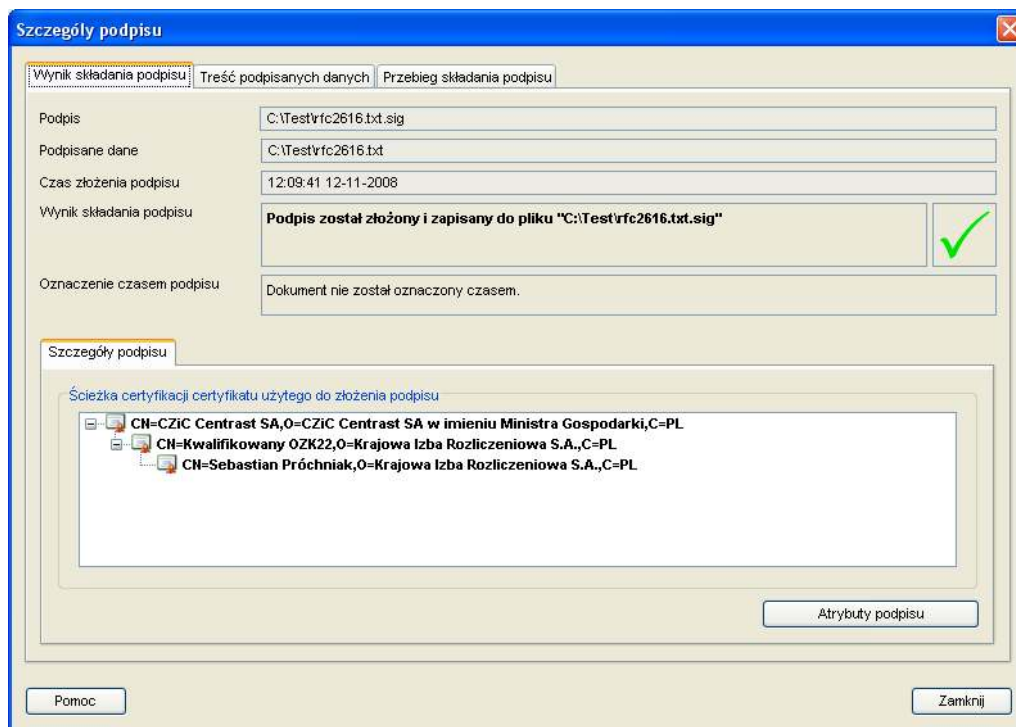 Szczegóły podpisu
Wynik składania podpisu Treść podpisanych danych Przebieg składania podpisu
Podpis C:\Test\rfc2616.txt.sig
Podpisane dane C:\Test\rfc2616.txt
Czas złożenia podpisu 12:09:41 12-11-2008
Wynik składania podpisu Podpis został złożony i zapisany do pliku "C:\Test\rfc2616.txt.sig"
Oznaczenie czasem podpisu Dokument nie został oznaczony czasem.
Szczegóły podpisu
Ścieżka certyfikacji certyfikatu użytego do złożenia podpisu
CN=CZiC Centrast SA,O=CZiC Centrast SA w imieniu Ministra Gospodarki,C=PL
CN=Kwalifikowany OZK22,O=Krajowa Izba Rozliczeniowa S.A.,C=PL
CN=Sebastian Próchniak,O=Krajowa Izba Rozliczeniowa S.A.,C=PL
Atrybuty podpisu
Pomoc Zamknij